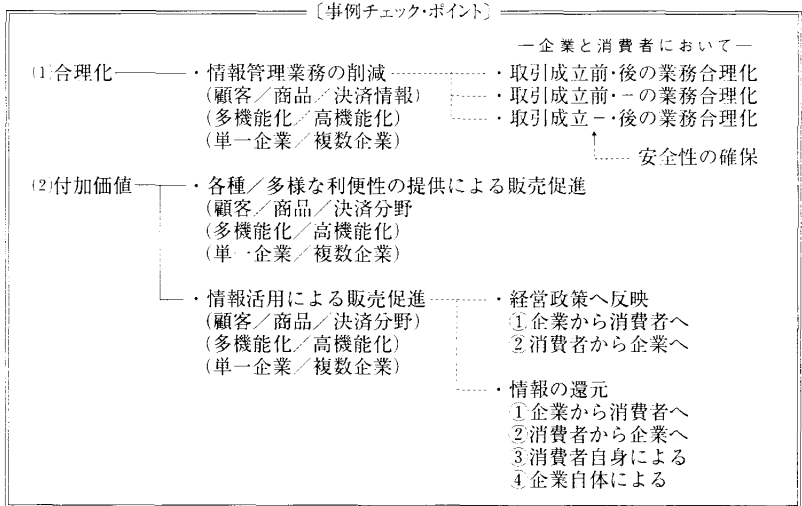 〔事例チェック・ポイント〕
―企業と消費者において―
(1)合理化 ・情報管理業務の削減 ・取引成立前・後の業務合理化
(顧客／商品／決済情報) ・取引成立前・－の業務合理化
(多機能化／高機能化) ・取引成立－・後の業務合理化
(単一企業／複数企業)
安全性の確保
(2)付加価値 ・各種／多様な利便性の提供による販売促進
(顧客／商品／決済分野
(多機能化／高機能化)
(単一企業／複数企業)
・情報活用による販売促進 ・経営政策へ反映
(顧客／商品／決済分野) ①企業から消費者へ
(多機能化／高機能化) ②消費者から企業へ
(単一企業／複数企業)
・情報の還元
①企業から消費者へ
②消費者から企業へ
③消費者自身による
④企業自体による